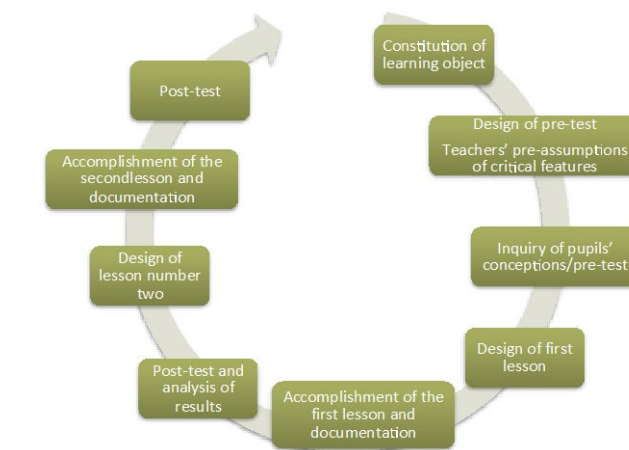 Constitution of
learning object
Design of pre-test
Teachers' pre-assumptions
of critical features
Inquiry of pupils'
conceptions/pre-test
Design of first
lesson
Accomplishment of the
first lesson and
documentation
Post-test and
analysis of
results
Design of
lesson number
two
Accomplishment of the
secondlesson and
documentation
Post-test